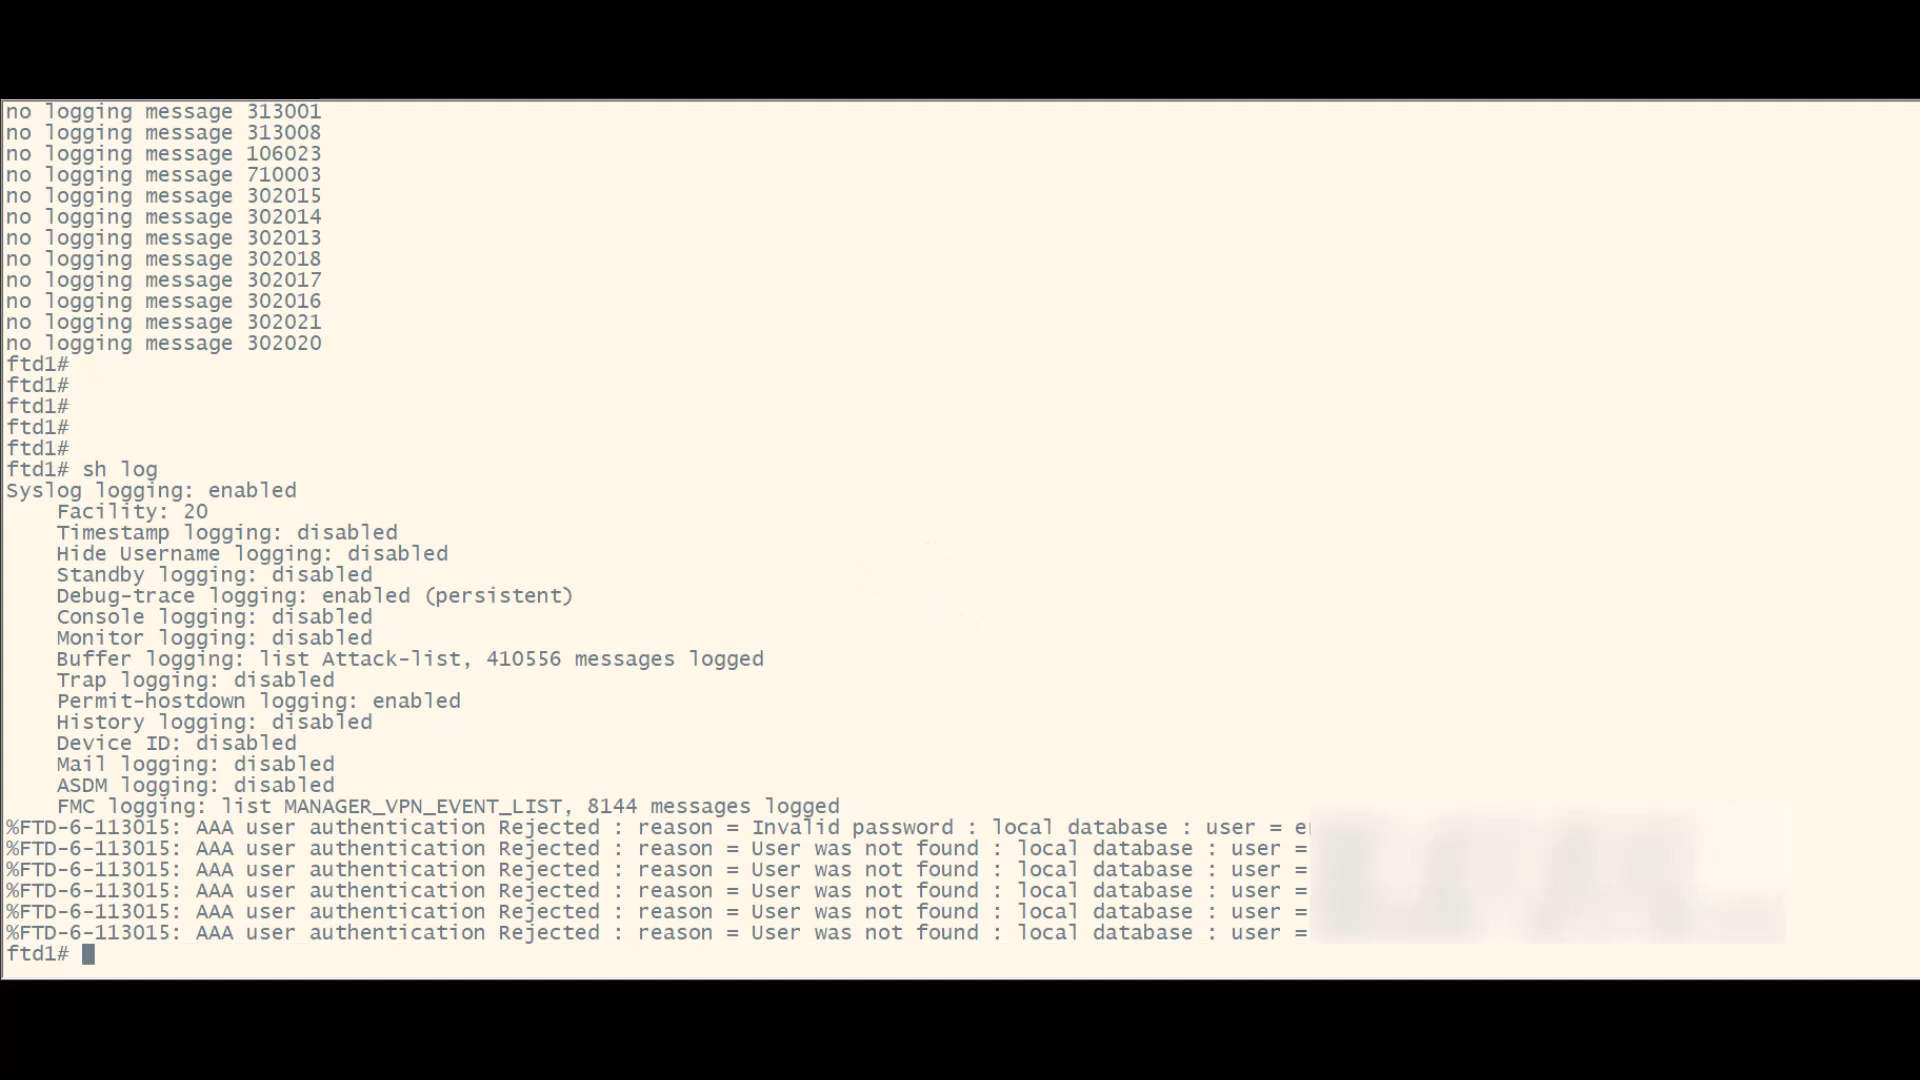 no logging message 313001
no logging message 313008
no logging message 106023
no logging message 710003
no logging message 302015
no logging message 302014
no logging message 302013
no logging message 302018
no logging message 302017
no logging message 302016
no logging message 302021
no logging message 302020
ftd1#
ftd1#
ftd1#
ftd1#
ftd1#
ftd1# sh log
Syslog logging: enabled
    Facility: 20
    Timestamp logging: disabled
    Hide Username logging: disabled
    Standby logging: disabled
    Debug-trace logging: enabled (persistent)
    Console logging: disabled
    Monitor logging: disabled
    Buffer logging: list Attack-list, 410556 messages logged
    Trap logging: disabled
    Permit-hostdown logging: enabled
    History logging: disabled
    Device ID: disabled
    Mail logging: disabled
    ASDM logging: disabled
    FMC logging: list MANAGER_VPN_EVENT_LIST, 8144 messages logged
%FTD-6-113015: AAA user authentication Rejected : reason = Invalid password : local database : user =
%FTD-6-113015: AAA user authentication Rejected : reason = User was not found : local database : user =
%FTD-6-113015: AAA user authentication Rejected : reason = User was not found : local database : user =
%FTD-6-113015: AAA user authentication Rejected : reason = User was not found : local database : user =
%FTD-6-113015: AAA user authentication Rejected : reason = User was not found : local database : user =
%FTD-6-113015: AAA user authentication Rejected : reason = User was not found : local database : user =
ftd1#